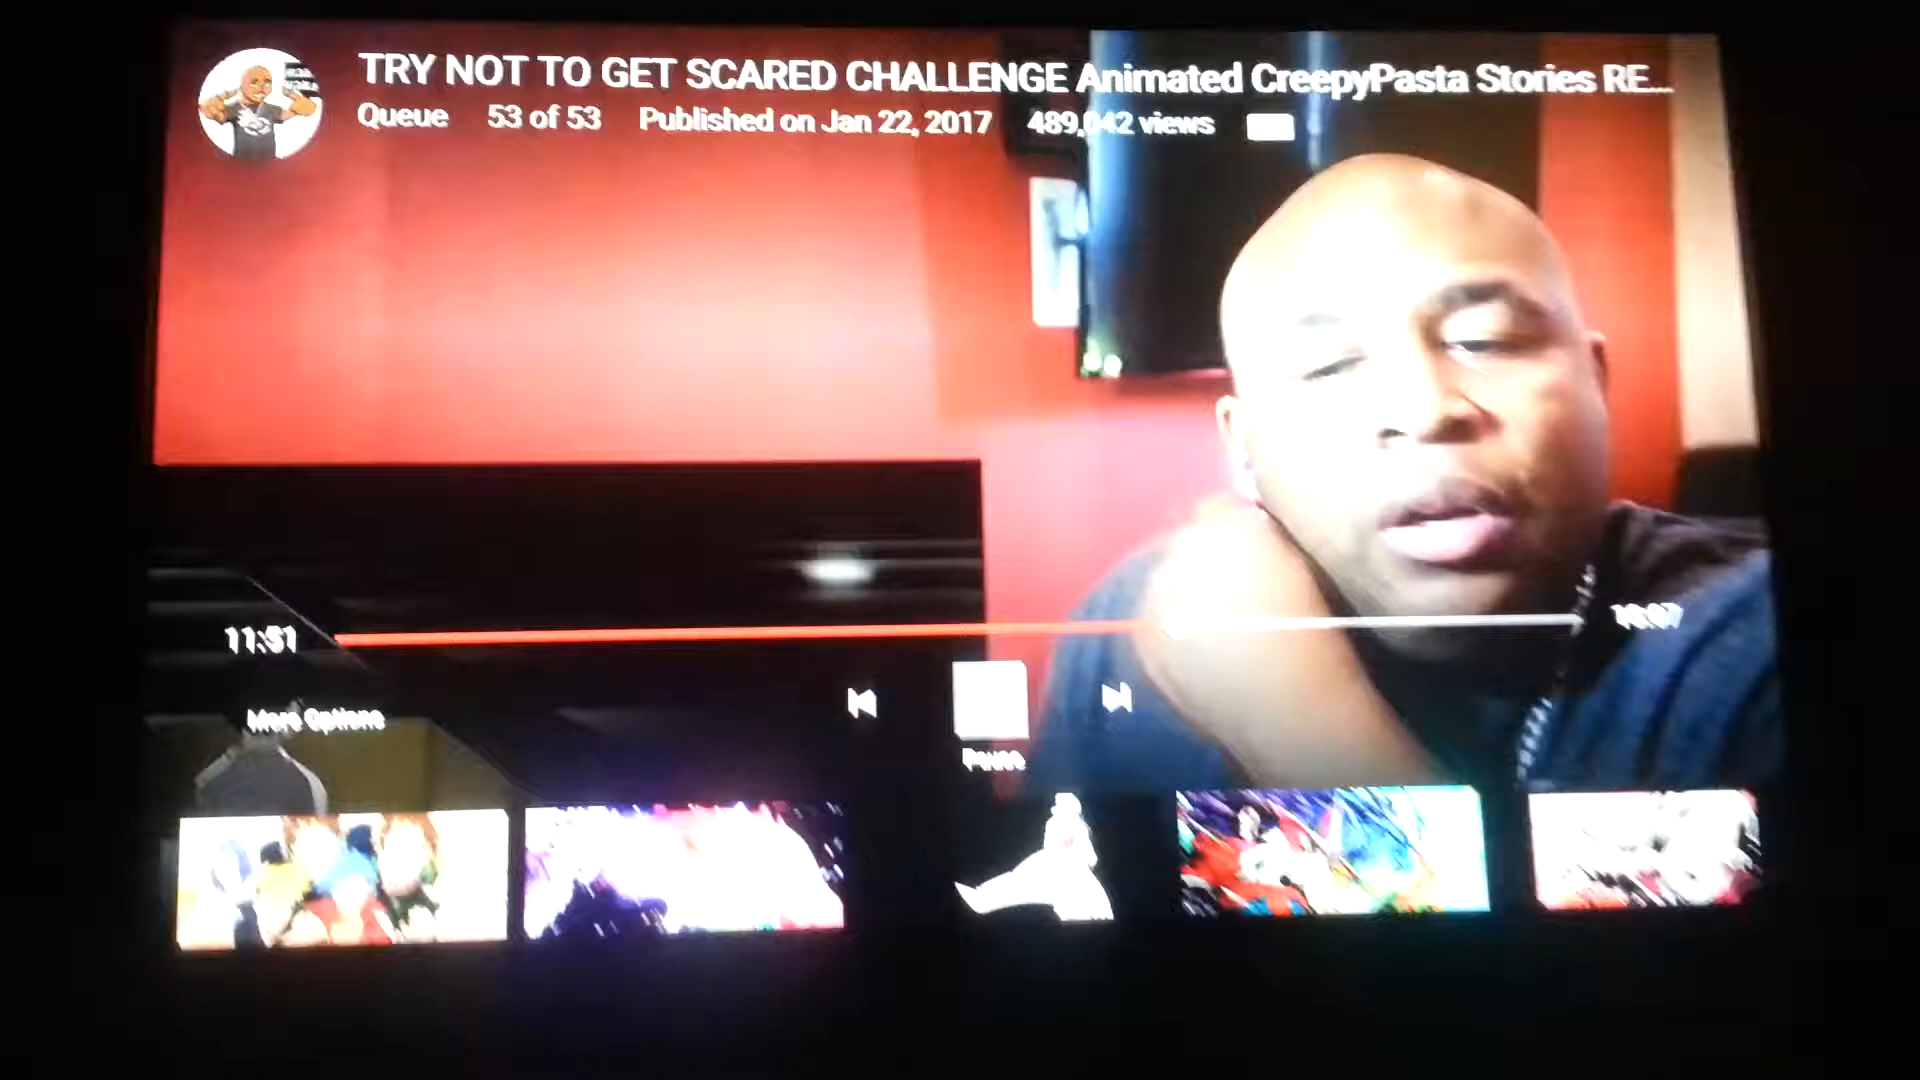 TRY NOT TO GET SCARED CHALLENGE Animated CreepyPasta Stories RE...
Queue 53 of 53 Published on Jan 22, 2017 489,042 views
11:51
More Options
Pause